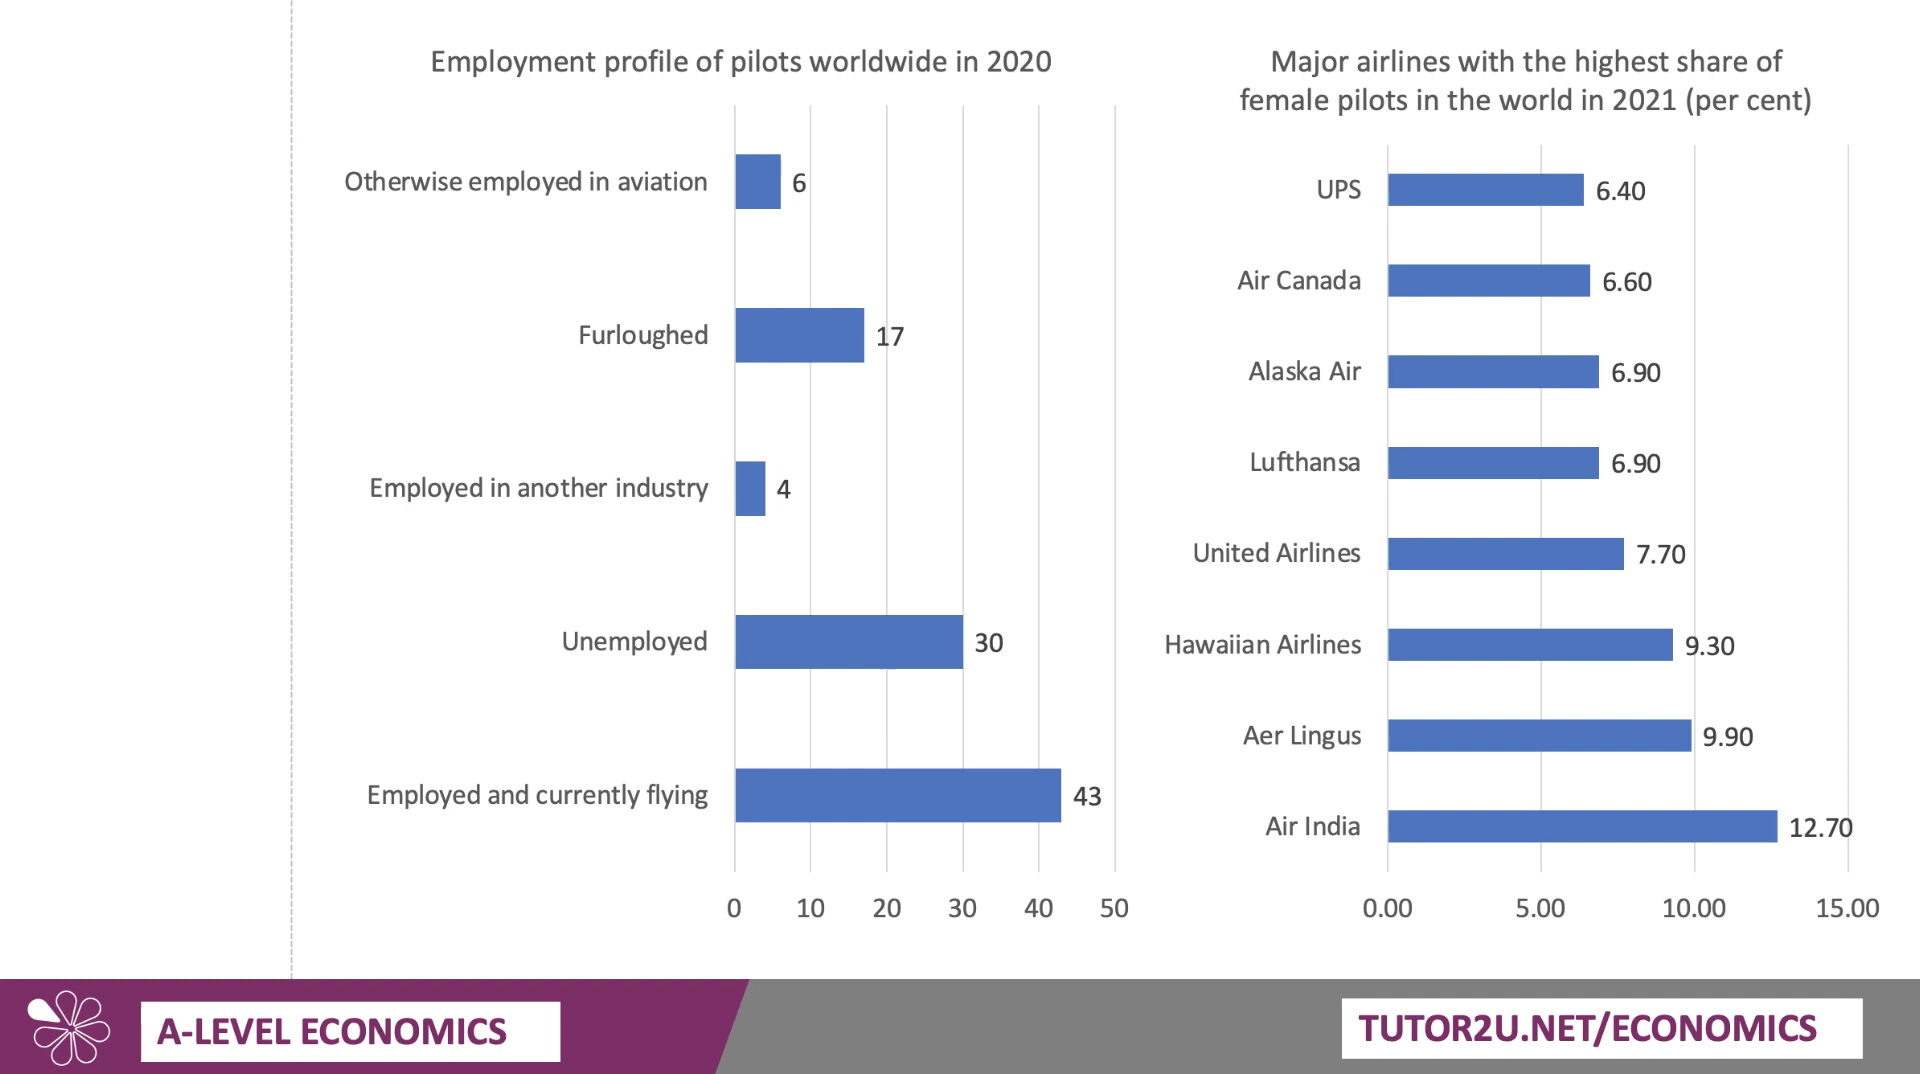 Employment profile of pilots worldwide in 2020
Otherwise employed in aviation 6
Furloughed 17
Employed in another industry 4
Unemployed 30
Employed and currently flying 43
0 10 20 30 40 50
Major airlines with the highest share of
female pilots in the world in 2021 (per cent)
UPS 6.40
Air Canada 6.60
Alaska Air 6.90
Lufthansa 6.90
United Airlines 7.70
Hawaiian Airlines 9.30
Aer Lingus 9.90
Air India 12.70
0.00 5.00 10.00 15.00
A-LEVEL ECONOMICS
TUTOR2U.NET/ECONOMICS